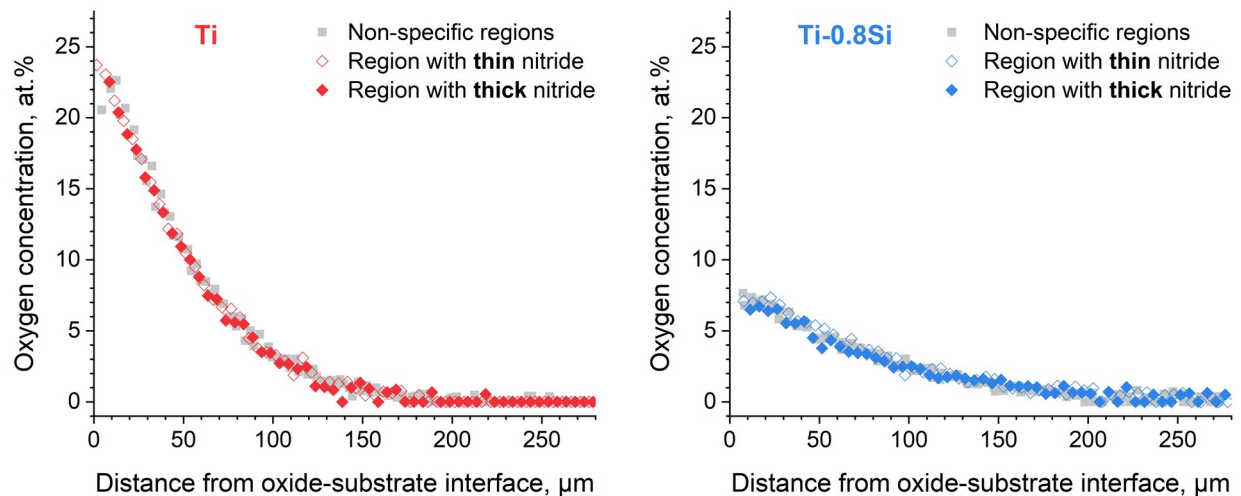 Ti
Non-specific regions
Region with thin nitride
Region with thick nitride
Oxygen concentration, at.%
25
20
15
10
5
0
0 50 100 150 200 250
Distance from oxide-substrate interface, µm
Ti-0.8Si
Non-specific regions
Region with thin nitride
Region with thick nitride
Oxygen concentration, at.%
25
20
15
10
5
0
0 50 100 150 200 250
Distance from oxide-substrate interface, µm